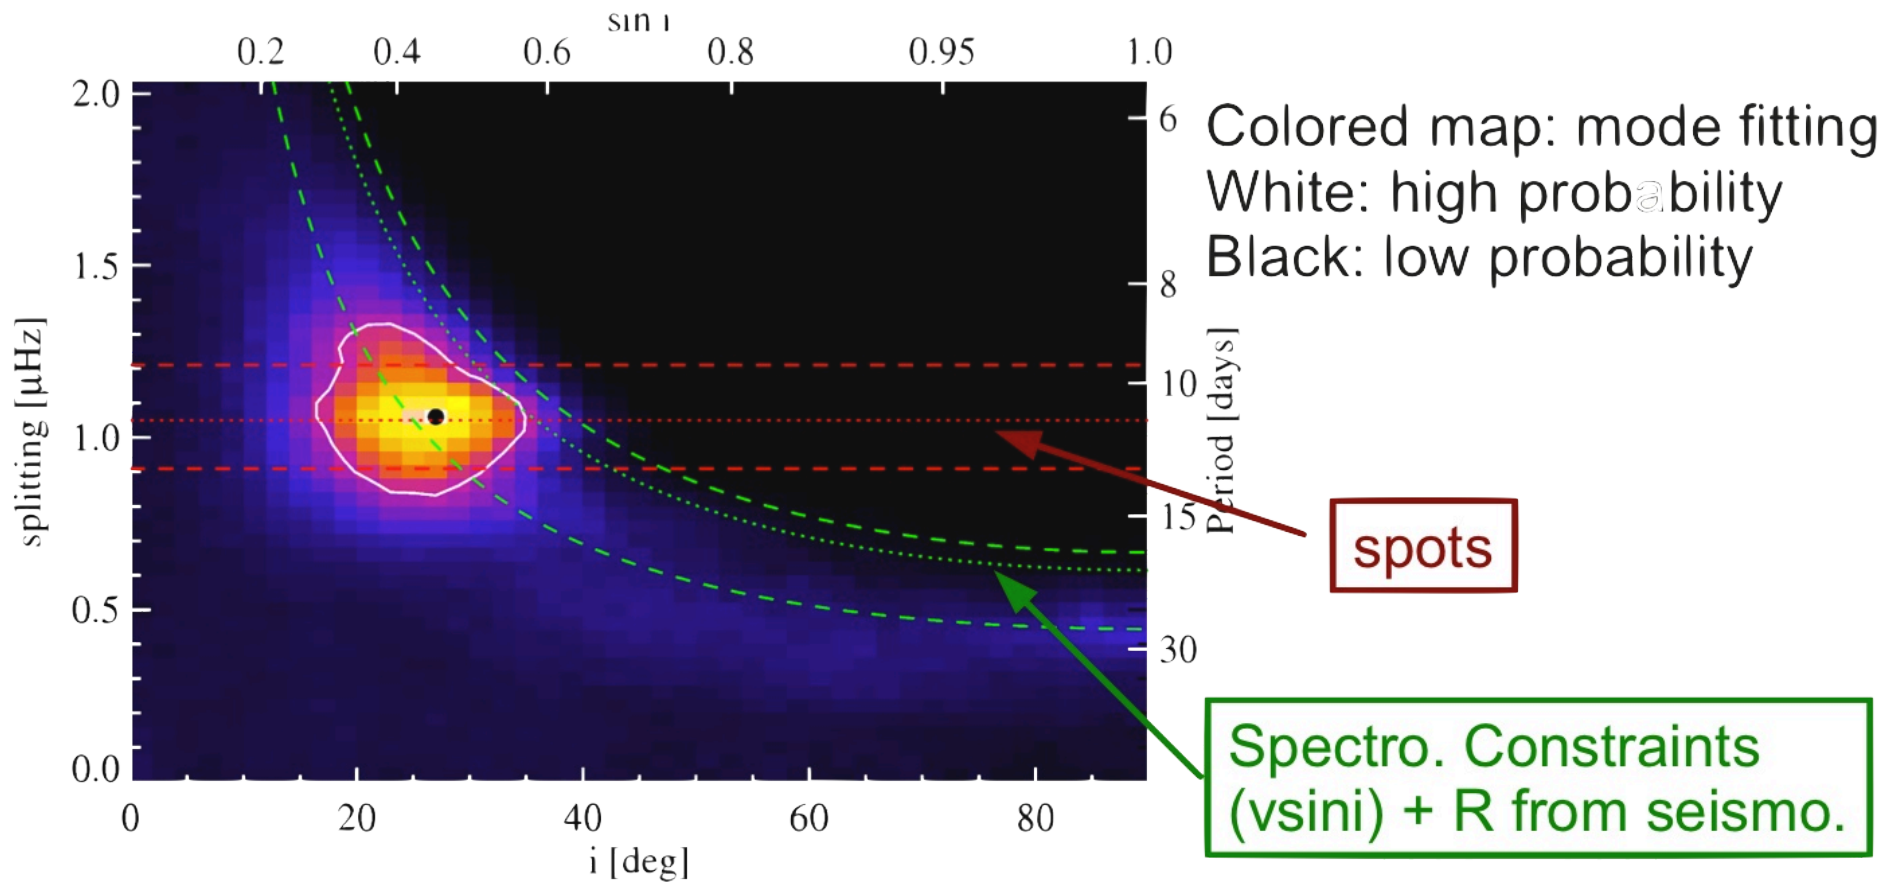 sin i
0.2 0.4 0.6 0.8 0.95 1.0
2.0
1.5
1.0
0.5
0.0
splitting [μHz]
0 20 40 60 80
i [deg]
6
8
10
15
30
Period [days]
Colored map: mode fitting
White: high probability
Black: low probability
spots
Spectro. Constraints
(vsini) + R from seismo.